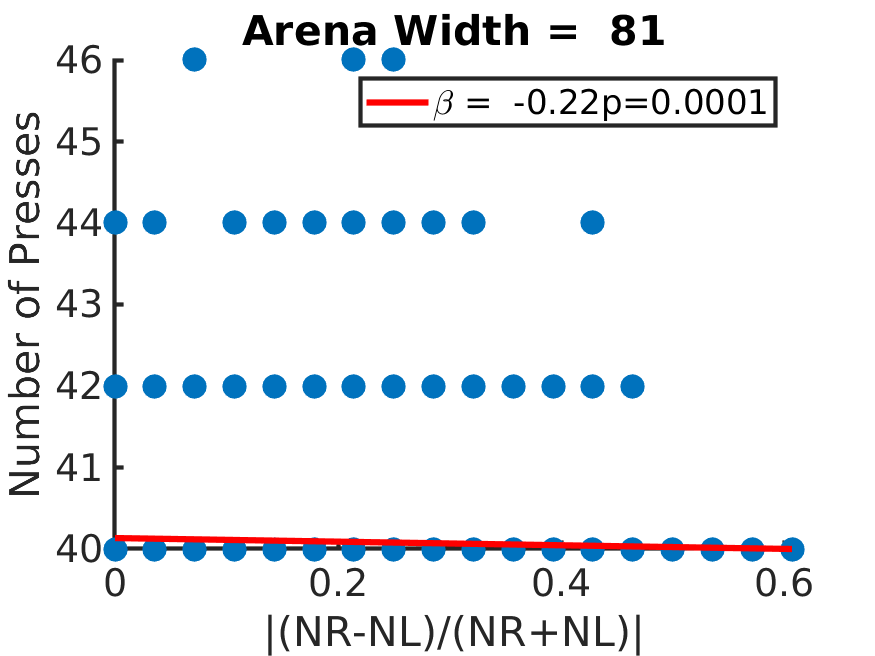 Arena Width =  81
46
β =  -0.22p=0.0001
45
44
43
42
41
40
Number of Presses
0 0.2 0.4 0.6
|(NR-NL)/(NR+NL)|